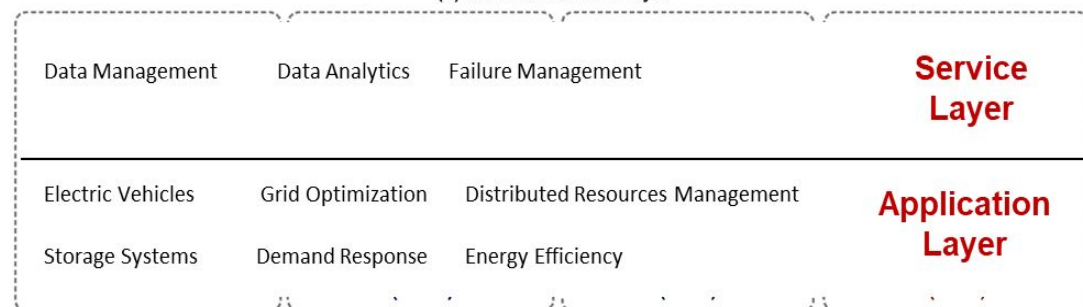 Data Management Data Analytics Failure Management
Service
Layer
Electric Vehicles Grid Optimization Distributed Resources Management
Application
Layer
Storage Systems Demand Response Energy Efficiency